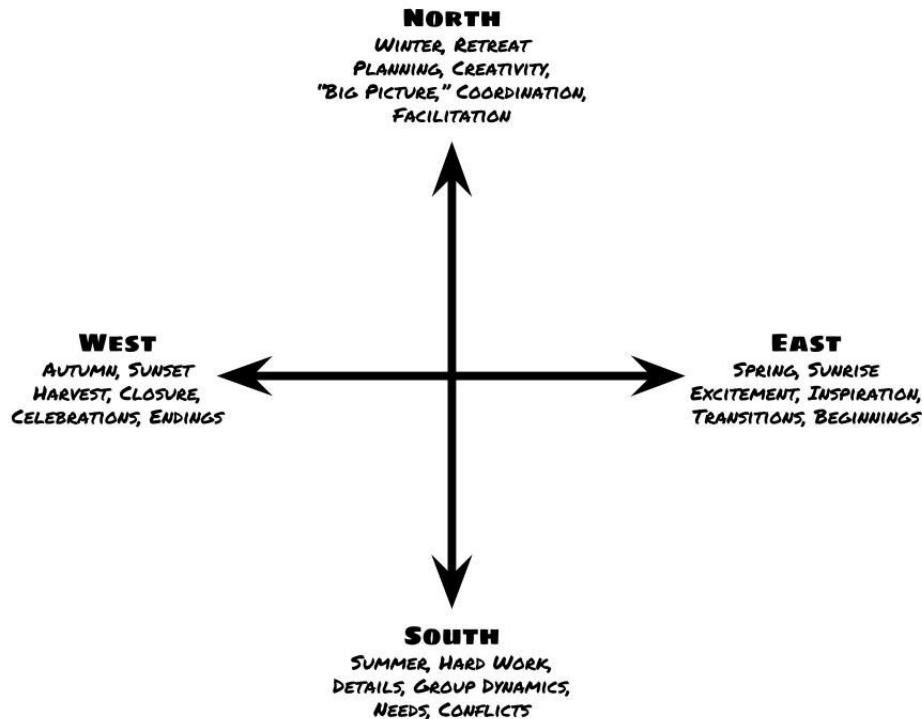 North
Winter, Retreat
Planning, Creativity,
"Big Picture," Coordination,
Facilitation
West
Autumn, Sunset
Harvest, Closure,
Celebrations, Endings
East
Spring, Sunrise
Excitement, Inspiration,
Transitions, Beginnings
South
Summer, Hard Work,
Details, Group Dynamics,
Needs, Conflicts